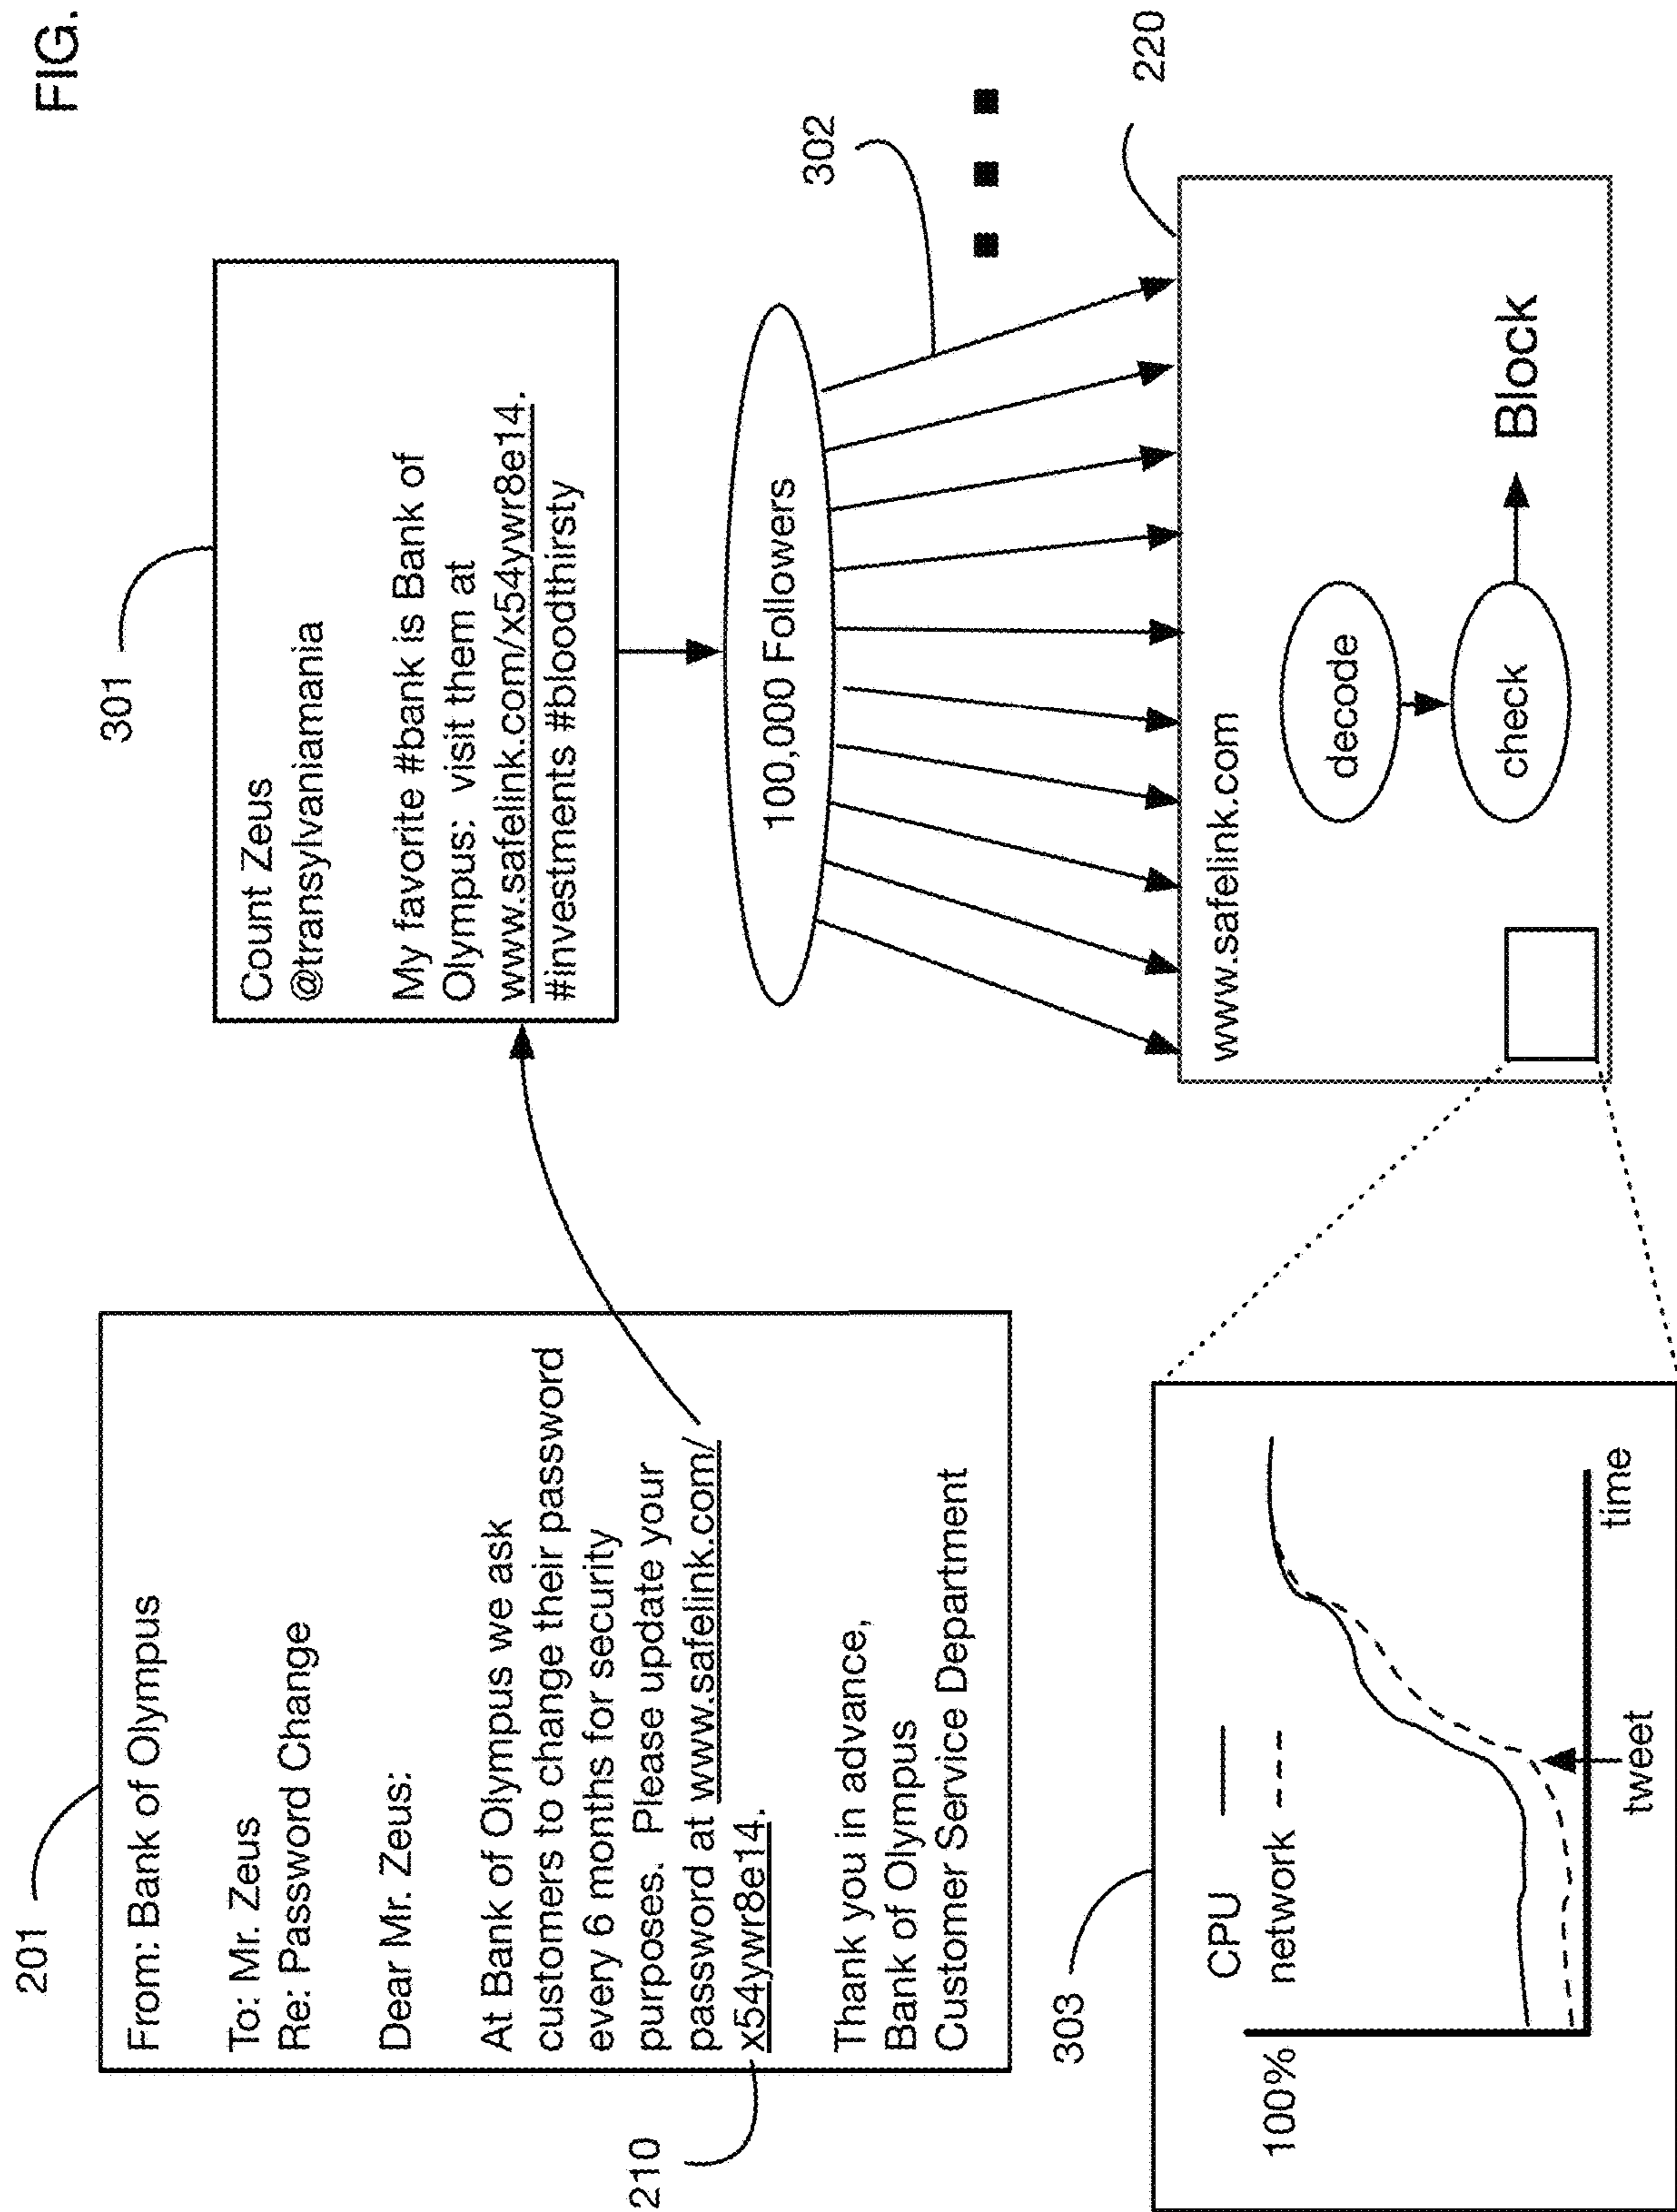 FIG.
201
From: Bank of Olympus
To: Mr. Zeus
Re: Password Change
Dear Mr. Zeus:
At Bank of Olympus we ask
customers to change their password
every 6 months for security
purposes.  Please update your
password at www.safelink.com/
x54ywr8e14.
Thank you in advance,
Bank of Olympus
Customer Service Department
210
301
Count Zeus
@transylvaniamania
My favorite #bank is Bank of
Olympus:  visit them at
www.safelink.com/x54ywr8e14.
#investments #bloodthirsty
100,000 Followers
302
220
www.safelink.com
decode
check
Block
303
CPU
network
100%
tweet
time